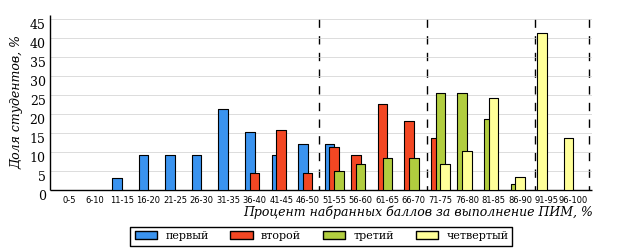 45
40
35
30
25
20
15
10
5
0
Доля студентов, %
0-5 6-10 11-15 16-20 21-25 26-30 31-35 36-40 41-45 46-50 51-55 56-60 61-65 66-70 71-75 76-80 81-85 86-90 91-95 96-100
Процент набранных баллов за выполнение ПИМ, %
первый второй третий четвертый